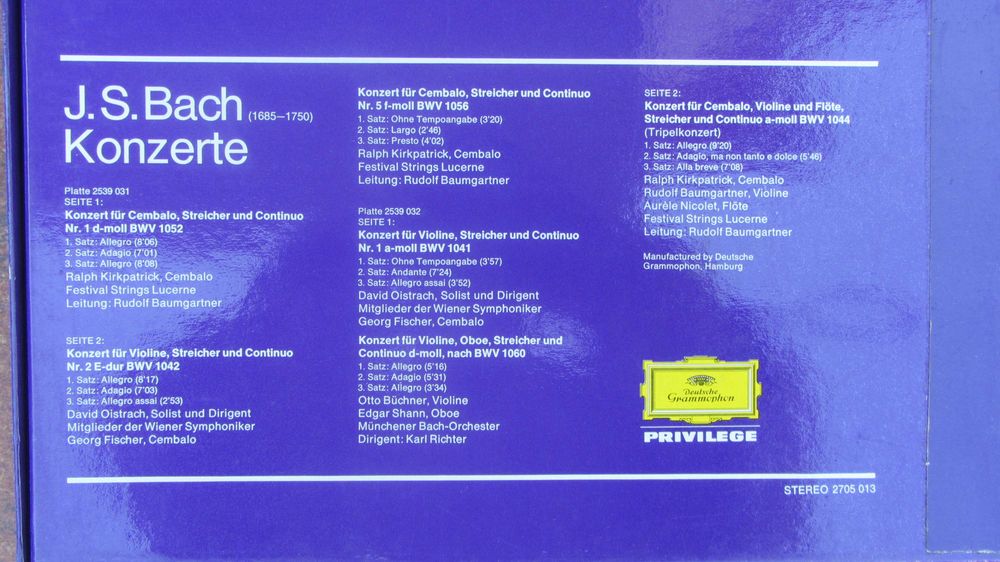 J.S.Bach (1685–1750)
Konzerte
Platte 2539 031
SEITE 1:
Konzert für Cembalo, Streicher und Continuo
Nr. 1 d-moll BWV 1052
1. Satz: Allegro (8'06)
2. Satz: Adagio (7'01)
3. Satz: Allegro (8'08)
Ralph Kirkpatrick, Cembalo
Festival Strings Lucerne
Leitung: Rudolf Baumgartner
SEITE 2:
Konzert für Violine, Streicher und Continuo
Nr. 2 E-dur BWV 1042
1. Satz: Allegro (8'17)
2. Satz: Adagio (7'03)
3. Satz: Allegro assai (2'53)
David Oistrach, Solist und Dirigent
Mitglieder der Wiener Symphoniker
Georg Fischer, Cembalo
Konzert für Cembalo, Streicher und Continuo
Nr. 5 f-moll BWV 1056
1. Satz: Ohne Tempoangabe (3'20)
2. Satz: Largo (2'46)
3. Satz: Presto (4'02)
Ralph Kirkpatrick, Cembalo
Festival Strings Lucerne
Leitung: Rudolf Baumgartner
Platte 2539 032
SEITE 1:
Konzert für Violine, Streicher und Continuo
Nr. 1 a-moll BWV 1041
1. Satz: Ohne Tempoangabe (3'57)
2. Satz: Andante (7'24)
3. Satz: Allegro assai (3'52)
David Oistrach, Solist und Dirigent
Mitglieder der Wiener Symphoniker
Georg Fischer, Cembalo
Konzert für Violine, Oboe, Streicher und
Continuo d-moll, nach BWV 1060
1. Satz: Allegro (5'16)
2. Satz: Adagio (5'31)
3. Satz: Allegro (3'34)
Otto Büchner, Violine
Edgar Shann, Oboe
Münchener Bach-Orchester
Dirigent: Karl Richter
SEITE 2:
Konzert für Cembalo, Violine und Flöte,
Streicher und Continuo a-moll BWV 1044
(Tripelkonzert)
1. Satz: Allegro (9'20)
2. Satz: Adagio, ma non tanto e dolce (5'46)
3. Satz: Alla breve (7'08)
Ralph Kirkpatrick, Cembalo
Rudolf Baumgartner, Violine
Aurèle Nicolet, Flöte
Festival Strings Lucerne
Leitung: Rudolf Baumgartner
Manufactured by Deutsche
Grammophon, Hamburg
Deutsche
Grammophon
PRIVILEGE
STEREO 2705 013